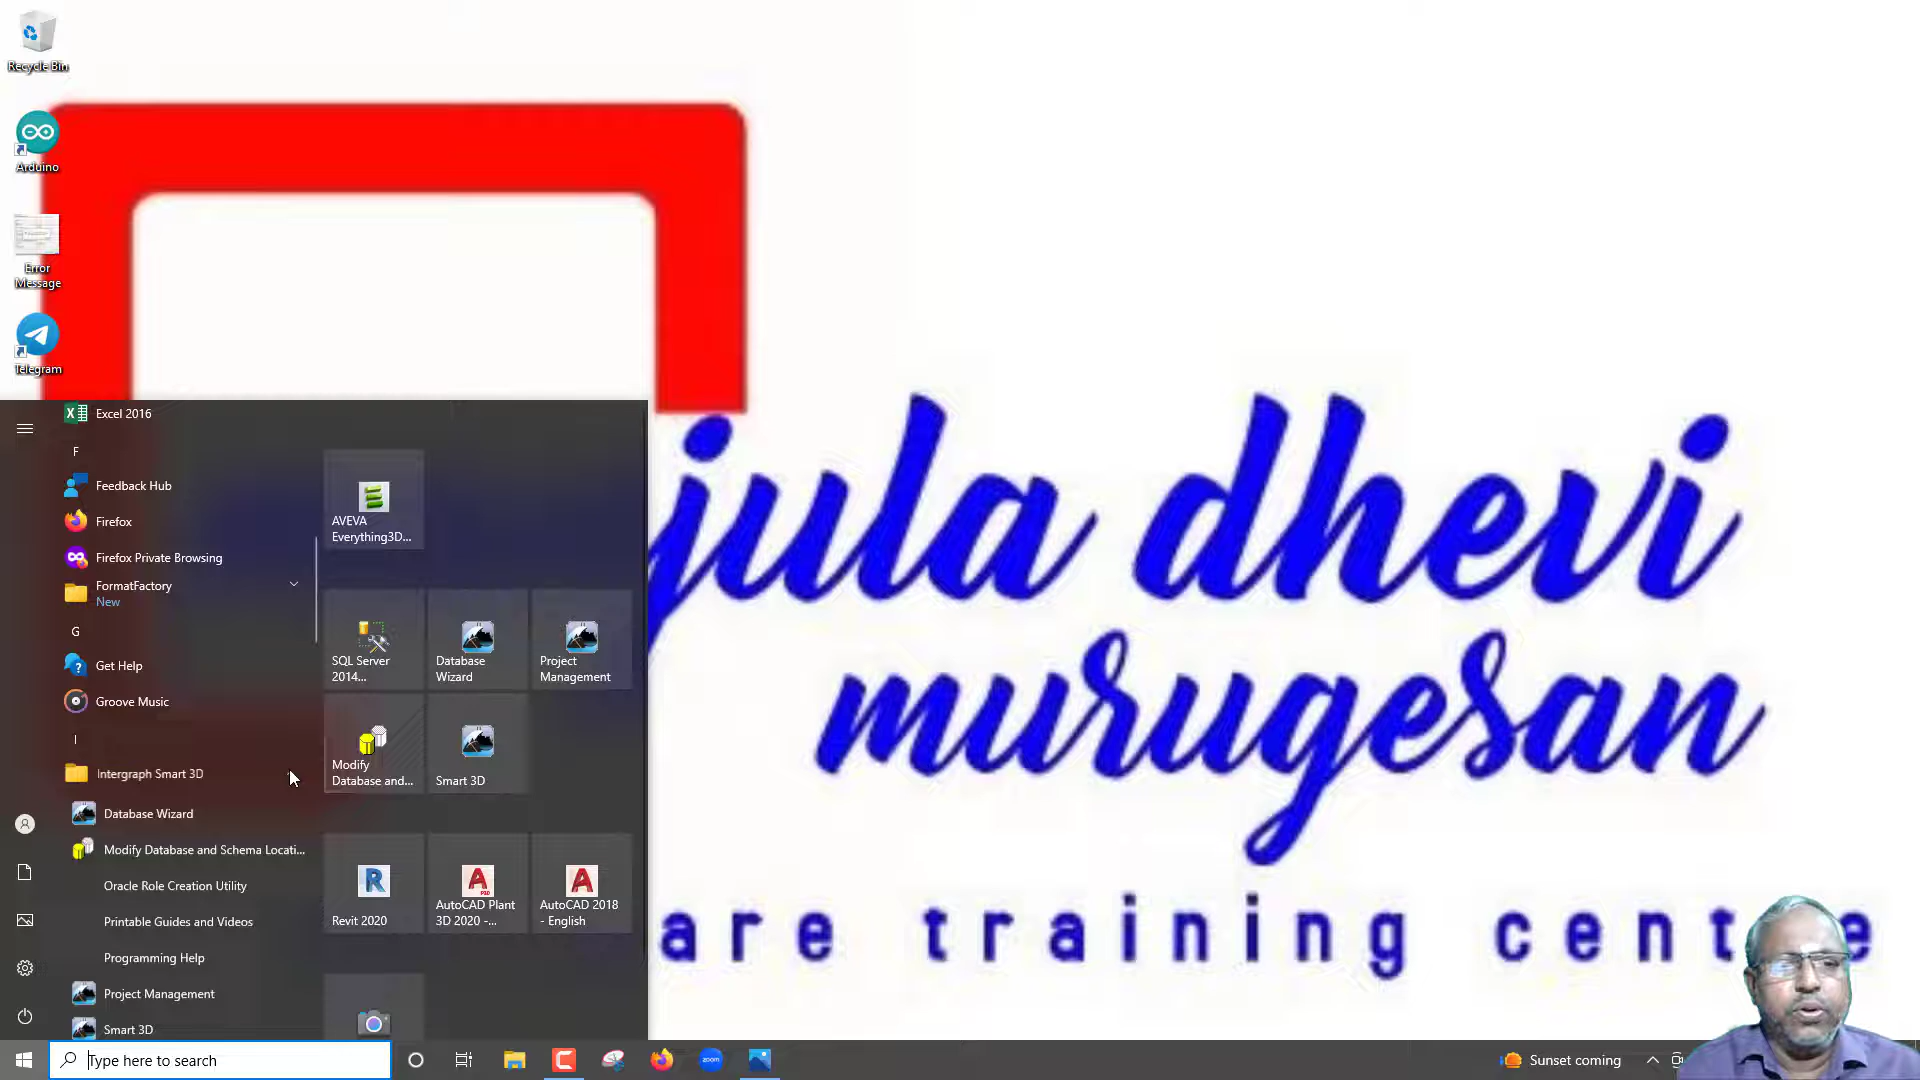 Recycle Bin
Arduino
Error
Message
Telegram
jula dhevi
murugesan
are training centre
Excel 2016
F
Feedback Hub
Firefox
Firefox Private Browsing
FormatFactory
New
G
Get Help
Groove Music
I
Intergraph Smart 3D
Database Wizard
Modify Database and Schema Locati...
Oracle Role Creation Utility
Printable Guides and Videos
Programming Help
Project Management
Smart 3D
AVEVA
Everything3D...
SQL Server
2014...
Database
Wizard
Project
Management
Modify
Database and...
Smart 3D
Revit 2020
AutoCAD Plant
3D 2020 -...
AutoCAD 2018
- English
Type here to search
zoom
Sunset coming